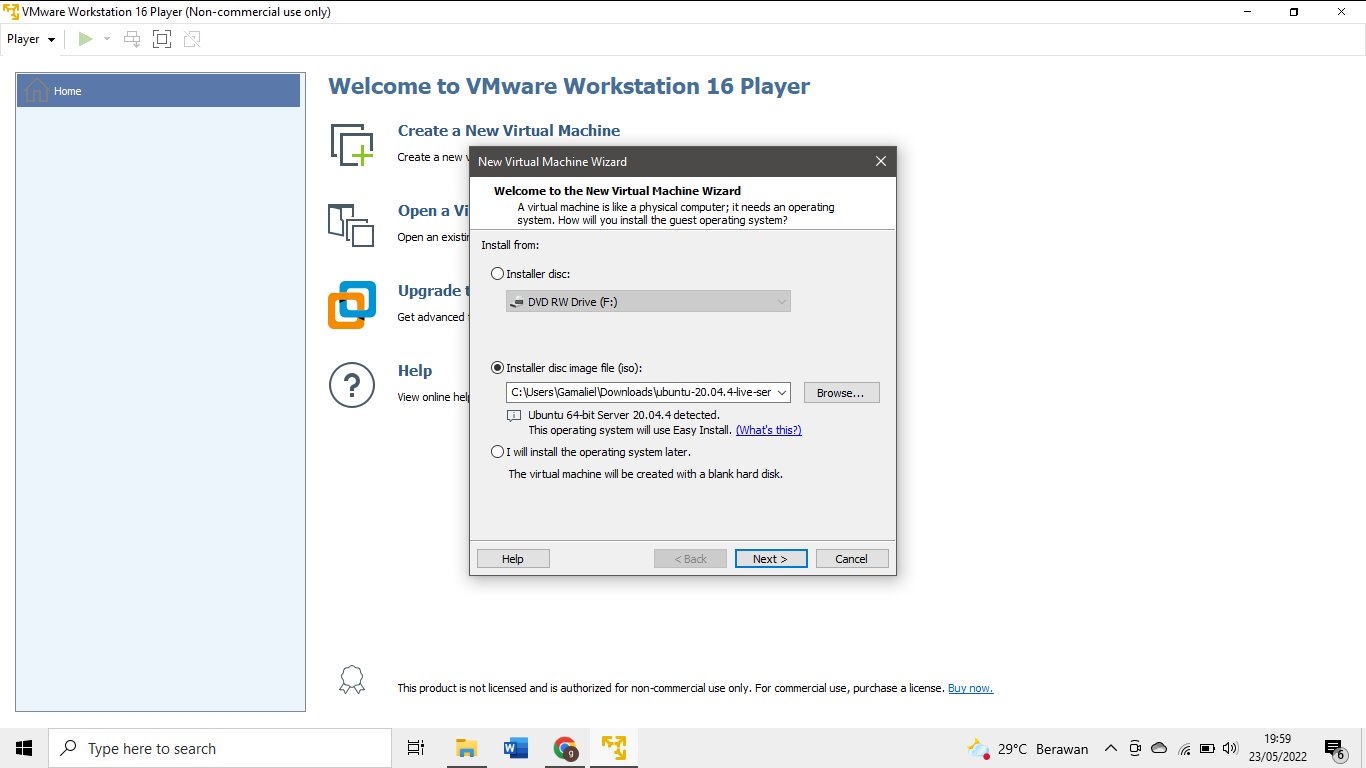 VMware Workstation 16 Player (Non-commercial use only)
Player
Home
Welcome to VMware Workstation 16 Player
Create a New Virtual Machine
Create a new
Open a Vi
Open an existin
Upgrade
Get advanced
Help
View online help
New Virtual Machine Wizard
Welcome to the New Virtual Machine Wizard
A virtual machine is like a physical computer; it needs an operating
system. How will you install the guest operating system?
Install from:
Installer disc:
DVD RW Drive (F:)
Installer disc image file (iso):
C:\Users\Gamaliel\Downloads\ubuntu-20.04.4-live-ser
Browse...
Ubuntu 64-bit Server 20.04.4 detected.
This operating system will use Easy Install. (What's this?)
I will install the operating system later.
The virtual machine will be created with a blank hard disk.
Help
< Back
Next >
Cancel
This product is not licensed and is authorized for non-commercial use only. For commercial use, purchase a license. Buy now.
Type here to search
29°C Berawan
19:59
23/05/2022
6